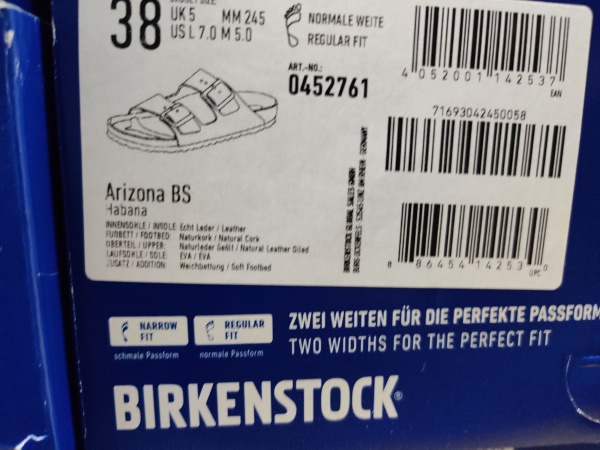 38
UK 5 MM 245
US L 7.0 M 5.0
NORMALE WEITE
REGULAR FIT
ART.-NO.:
0452761
4 052001 142537
EAN
71693042450058
Arizona BS
Habana
INNENSOHLE / INSOLE: Echt Leder / Leather
FUßBETT / FOOTBED: Naturkork / Natural Cork
OBERTEIL / UPPER: Naturleder Geölt / Natural Leather Oiled
LAUFSOHLE / SOLE: EVA / EVA
ZUSATZ / ADDITION: Weichbettung / Soft Footbed
BIRKENSTOCK GLOBAL SALES GMBH
8 86454 14253 0
UPC
NARROW FIT
schmale Passform
REGULAR FIT
normale Passform
ZWEI WEITEN FÜR DIE PERFEKTE PASSFORM
TWO WIDTHS FOR THE PERFECT FIT
BIRKENSTOCK®